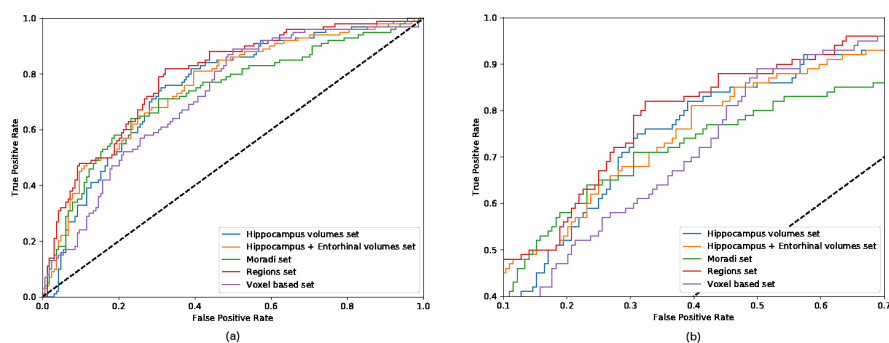 1.0
0.8
0.6
0.4
0.2
0.0
True Positive Rate
0.0 0.2 0.4 0.6 0.8 1.0
False Positive Rate
Hippocampus volumes set
Hippocampus + Entorhinal volumes set
Moradi set
Regions set
Voxel based set
(a)
1.0
0.9
0.8
0.7
0.6
0.5
0.4
True Positive Rate
0.1 0.2 0.3 0.4 0.5 0.6 0.7
False Positive Rate
Hippocampus volumes set
Hippocampus + Entorhinal volumes set
Moradi set
Regions set
Voxel based set
(b)